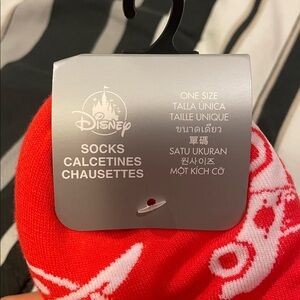 Disney
SOCKS
CALCETINES
CHAUSSETTES
ONE SIZE
TALLA ÚNICA
TAILLE UNIQUE
ขนาดเดียว
單碼
SATU UKURAN
원사이즈
MỘT KÍCH CỠ